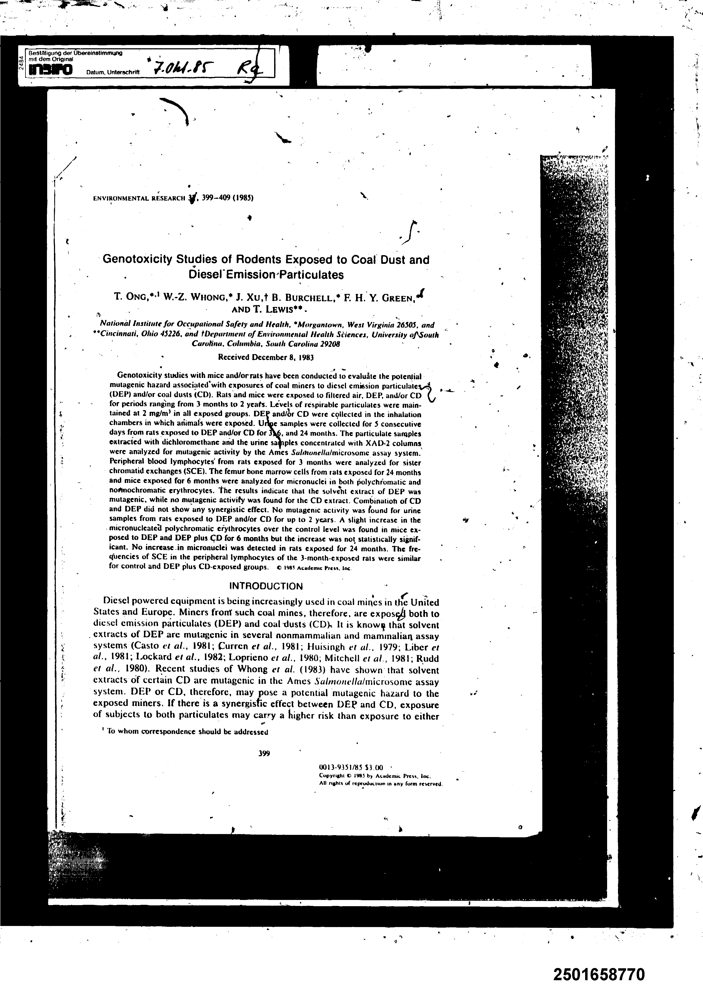 2484
Bestätigung der Übereinstimmung
mit dem Original
INBIFO
Datum, Unterschrift
7. Okt. 85
ENVIRONMENTAL RESEARCH 37, 399–409 (1985)
Genotoxicity Studies of Rodents Exposed to Coal Dust and
Diesel Emission Particulates
T. ONG,*,1 W.-Z. WHONG,* J. XU,† B. BURCHELL,* F. H. Y. GREEN,*
AND T. LEWIS**
National Institute for Occupational Safety and Health, *Morgantown, West Virginia 26505, and
**Cincinnati, Ohio 45226, and †Department of Environmental Health Sciences, University of South
Carolina, Columbia, South Carolina 29208
Received December 8, 1983
Genotoxicity studies with mice and/or rats have been conducted to evaluate the potential
mutagenic hazard associated with exposures of coal miners to diesel emission particulates
(DEP) and/or coal dusts (CD). Rats and mice were exposed to filtered air, DEP, and/or CD
for periods ranging from 3 months to 2 years. Levels of respirable particulates were main-
tained at 2 mg/m³ in all exposed groups. DEP and/or CD were collected in the inhalation
chambers in which animals were exposed. Urine samples were collected for 5 consecutive
days from rats exposed to DEP and/or CD for 3, 6, and 24 months. The particulate samples
extracted with dichloromethane and the urine samples concentrated with XAD-2 columns
were analyzed for mutagenic activity by the Ames Salmonella/microsome assay system.
Peripheral blood lymphocytes from rats exposed for 3 months were analyzed for sister
chromatid exchanges (SCE). The femur bone marrow cells from rats exposed for 24 months
and mice exposed for 6 months were analyzed for micronuclei in both polychromatic and
normochromatic erythrocytes. The results indicate that the solvent extract of DEP was
mutagenic, while no mutagenic activity was found for the CD extract. Combination of CD
and DEP did not show any synergistic effect. No mutagenic activity was found for urine
samples from rats exposed to DEP and/or CD for up to 2 years. A slight increase in the
micronucleated polychromatic erythrocytes over the control level was found in mice ex-
posed to DEP and DEP plus CD for 6 months but the increase was not statistically signif-
icant. No increase in micronuclei was detected in rats exposed for 24 months. The fre-
quencies of SCE in the peripheral lymphocytes of the 3-month-exposed rats were similar
for control and DEP plus CD-exposed groups. © 1985 Academic Press, Inc.
INTRODUCTION
Diesel powered equipment is being increasingly used in coal mines in the United
States and Europe. Miners from such coal mines, therefore, are exposed both to
diesel emission particulates (DEP) and coal dusts (CD). It is known that solvent
extracts of DEP are mutagenic in several nonmammalian and mammalian assay
systems (Casto et al., 1981; Curren et al., 1981; Huisingh et al., 1979; Liber et
al., 1981; Lockard et al., 1982; Loprieno et al., 1980; Mitchell et al., 1981; Rudd
et al., 1980). Recent studies of Whong et al. (1983) have shown that solvent
extracts of certain CD are mutagenic in the Ames Salmonella/microsome assay
system. DEP or CD, therefore, may pose a potential mutagenic hazard to the
exposed miners. If there is a synergistic effect between DEP and CD, exposure
of subjects to both particulates may carry a higher risk than exposure to either
1 To whom correspondence should be addressed
399
0013-9351/85 $3.00
Copyright © 1985 by Academic Press, Inc.
All rights of reproduction in any form reserved.
2501658770